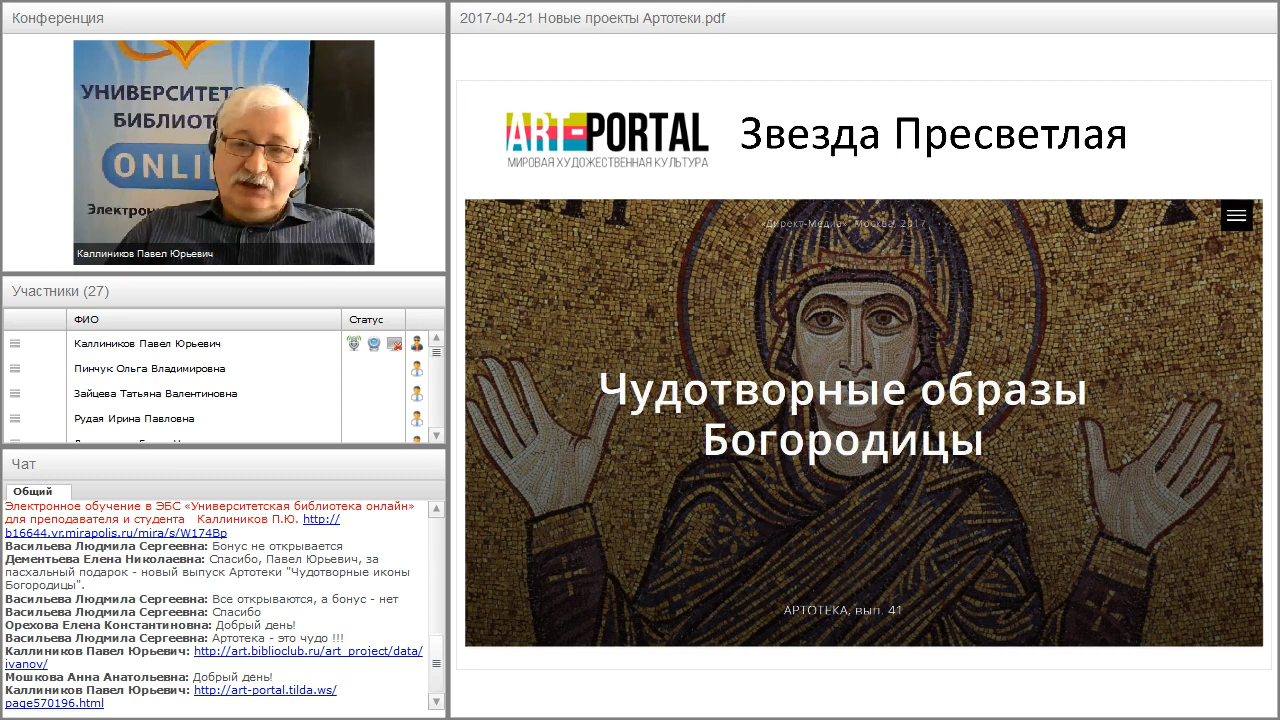 Конференция
УНИВЕРСИТЕТ
БИБЛИОТ
ONLI
Электрон
Каллиников Павел Юрьевич
Участники (27)
ФИО Статус
Каллиников Павел Юрьевич
Пинчук Ольга Владимировна
Зайцева Татьяна Валентиновна
Рудая Ирина Павловна
Чат
Общий
Электронное обучение в ЭБС «Университетская библиотека онлайн»
для преподавателя и студента Каллиников П.Ю. http://
b16644.vr.mirapolis.ru/mira/s/W174Bp
Васильева Людмила Сергеевна: Бонус не открывается
Дементьева Елена Николаевна: Спасибо, Павел Юрьевич, за
пасхальный подарок - новый выпуск Артотеки "Чудотворные иконы
Богородицы".
Васильева Людмила Сергеевна: Все открываются, а бонус - нет
Васильева Людмила Сергеевна: Спасибо
Орехова Елена Константиновна: Добрый день!
Васильева Людмила Сергеевна: Артотека - это чудо !!!
Каллиников Павел Юрьевич: http://art.biblioclub.ru/art_project/data/
ivanov/
Мошкова Анна Анатольевна: Добрый день!
Каллиников Павел Юрьевич: http://art-portal.tilda.ws/
page570196.html
2017-04-21 Новые проекты Артотеки.pdf
ART-PORTAL
МИРОВАЯ ХУДОЖЕСТВЕННАЯ КУЛЬТУРА
Звезда Пресветлая
«Директ-Медиа», Москва, 2017
Чудотворные образы
Богородицы
АРТОТЕКА, вып. 41